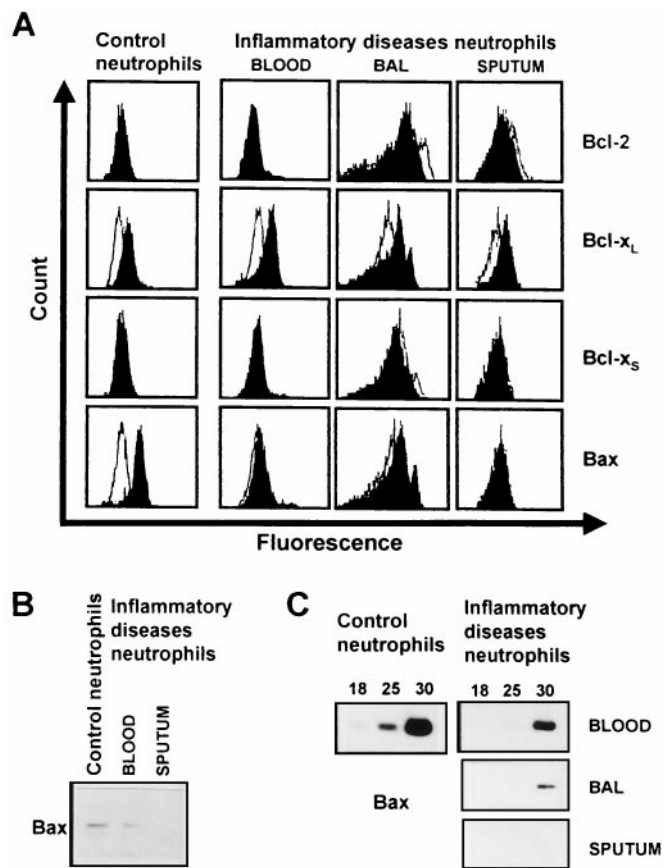 A
Control neutrophils
Inflammatory diseases neutrophils
BLOOD BAL SPUTUM
Bcl-2
Bcl-xL
Bcl-xS
Bax
Count
Fluorescence
B
Control neutrophils
Inflammatory diseases neutrophils
BLOOD
SPUTUM
Bax
C
Control neutrophils
18 25 30
Bax
Inflammatory diseases neutrophils
18 25 30
BLOOD
BAL
SPUTUM